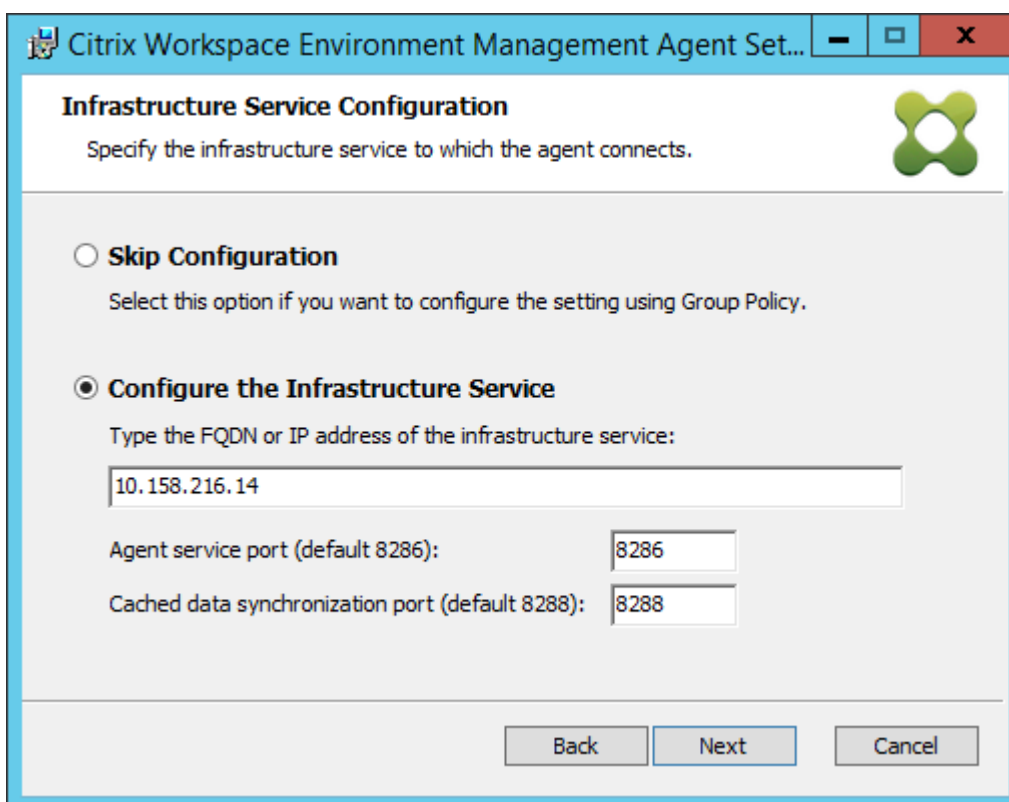 Citrix Workspace Environment Management Agent Set...
Infrastructure Service Configuration
Specify the infrastructure service to which the agent connects.
Skip Configuration
Select this option if you want to configure the setting using Group Policy.
Configure the Infrastructure Service
Type the FQDN or IP address of the infrastructure service:
10.158.216.14
Agent service port (default 8286): 8286
Cached data synchronization port (default 8288): 8288
Back Next Cancel